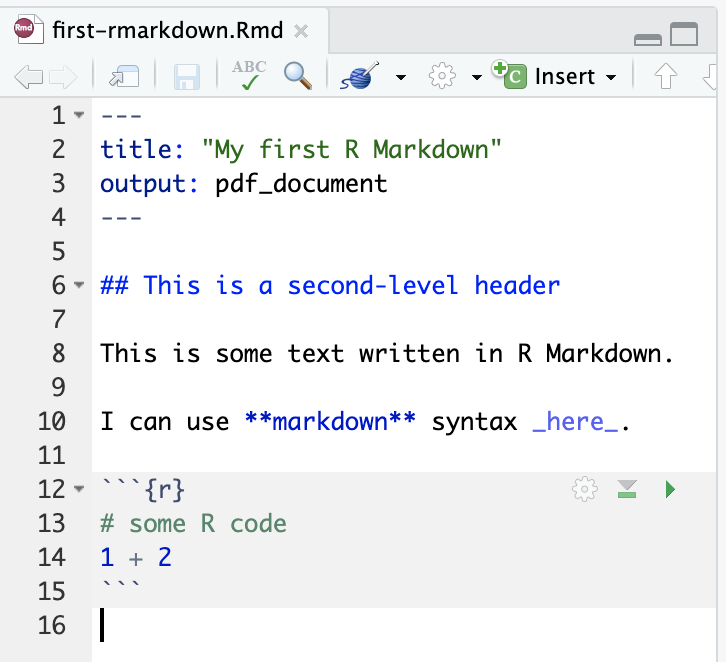 Rmd first-rmarkdown.Rmd
ABC
C Insert
1 ---
2 title: "My first R Markdown"
3 output: pdf_document
4 ---
5
6 ## This is a second-level header
7
8 This is some text written in R Markdown.
9
10 I can use **markdown** syntax _here_.
11
12 ```{r}
13 # some R code
14 1 + 2
15 ```
16